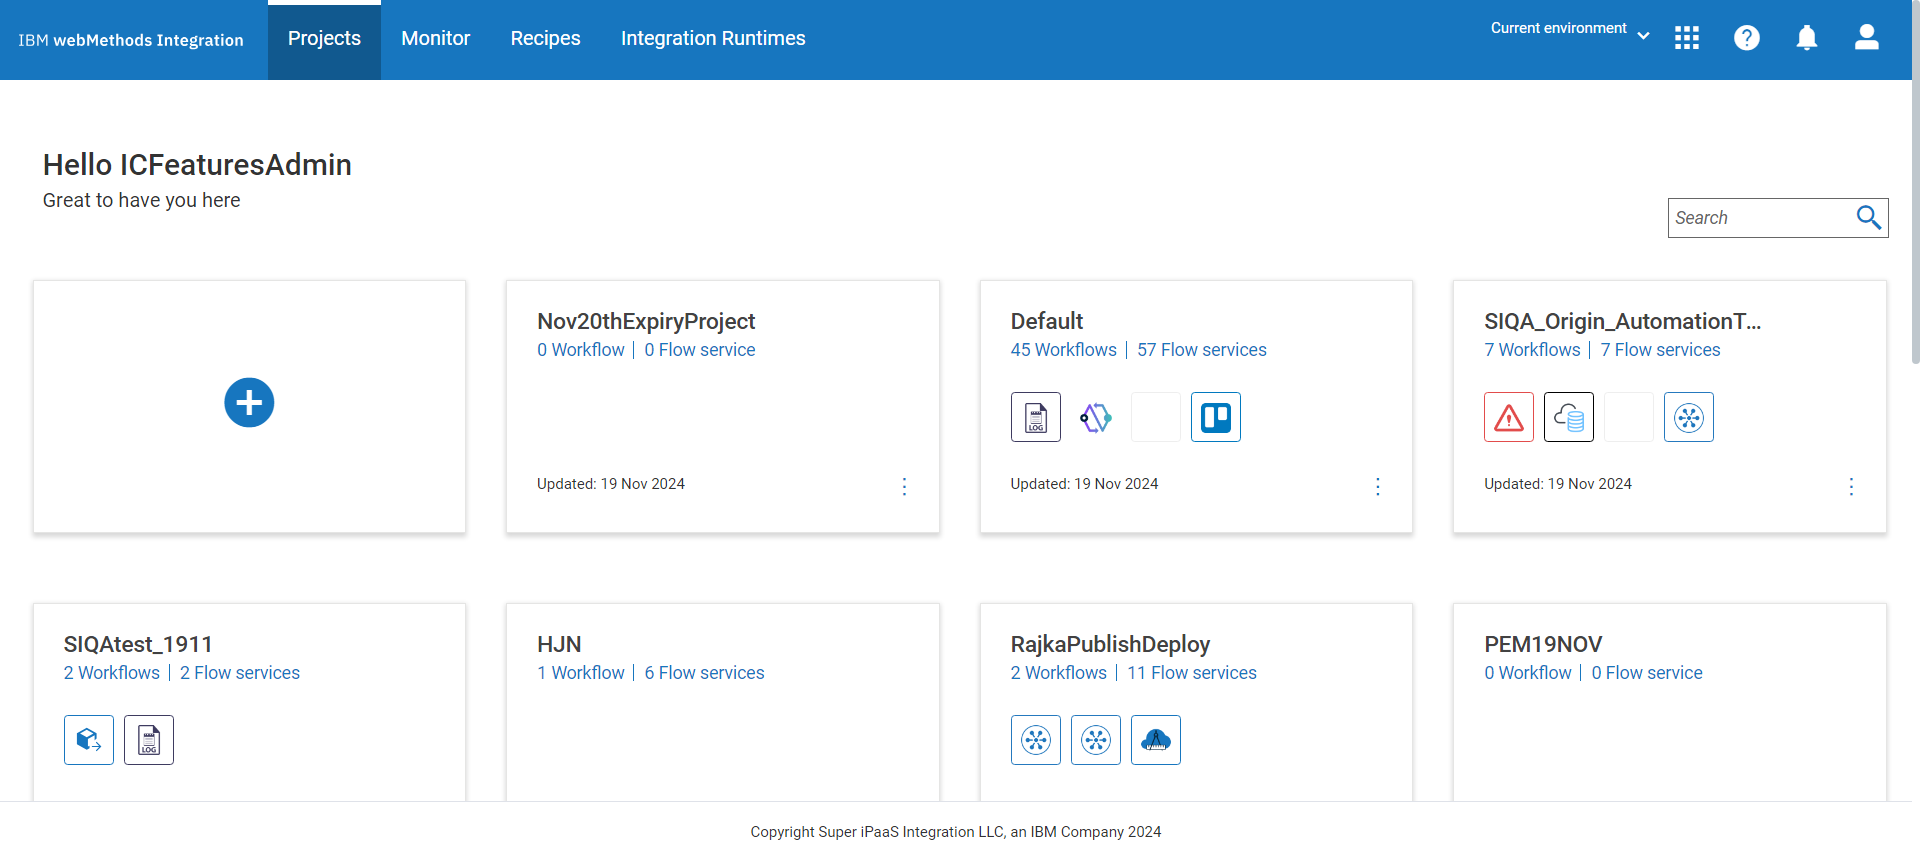 IBM webMethods Integration
Projects
Monitor
Recipes
Integration Runtimes
Current environment
Hello ICFeaturesAdmin
Great to have you here
Search
Nov20thExpiryProject
0 Workflow | 0 Flow service
Updated: 19 Nov 2024
Default
45 Workflows | 57 Flow services
LOG
Updated: 19 Nov 2024
SIQA_Origin_AutomationT...
7 Workflows | 7 Flow services
Updated: 19 Nov 2024
SIQAtest_1911
2 Workflows | 2 Flow services
LOG
HJN
1 Workflow | 6 Flow services
RajkaPublishDeploy
2 Workflows | 11 Flow services
PEM19NOV
0 Workflow | 0 Flow service
Copyright Super iPaaS Integration LLC, an IBM Company 2024